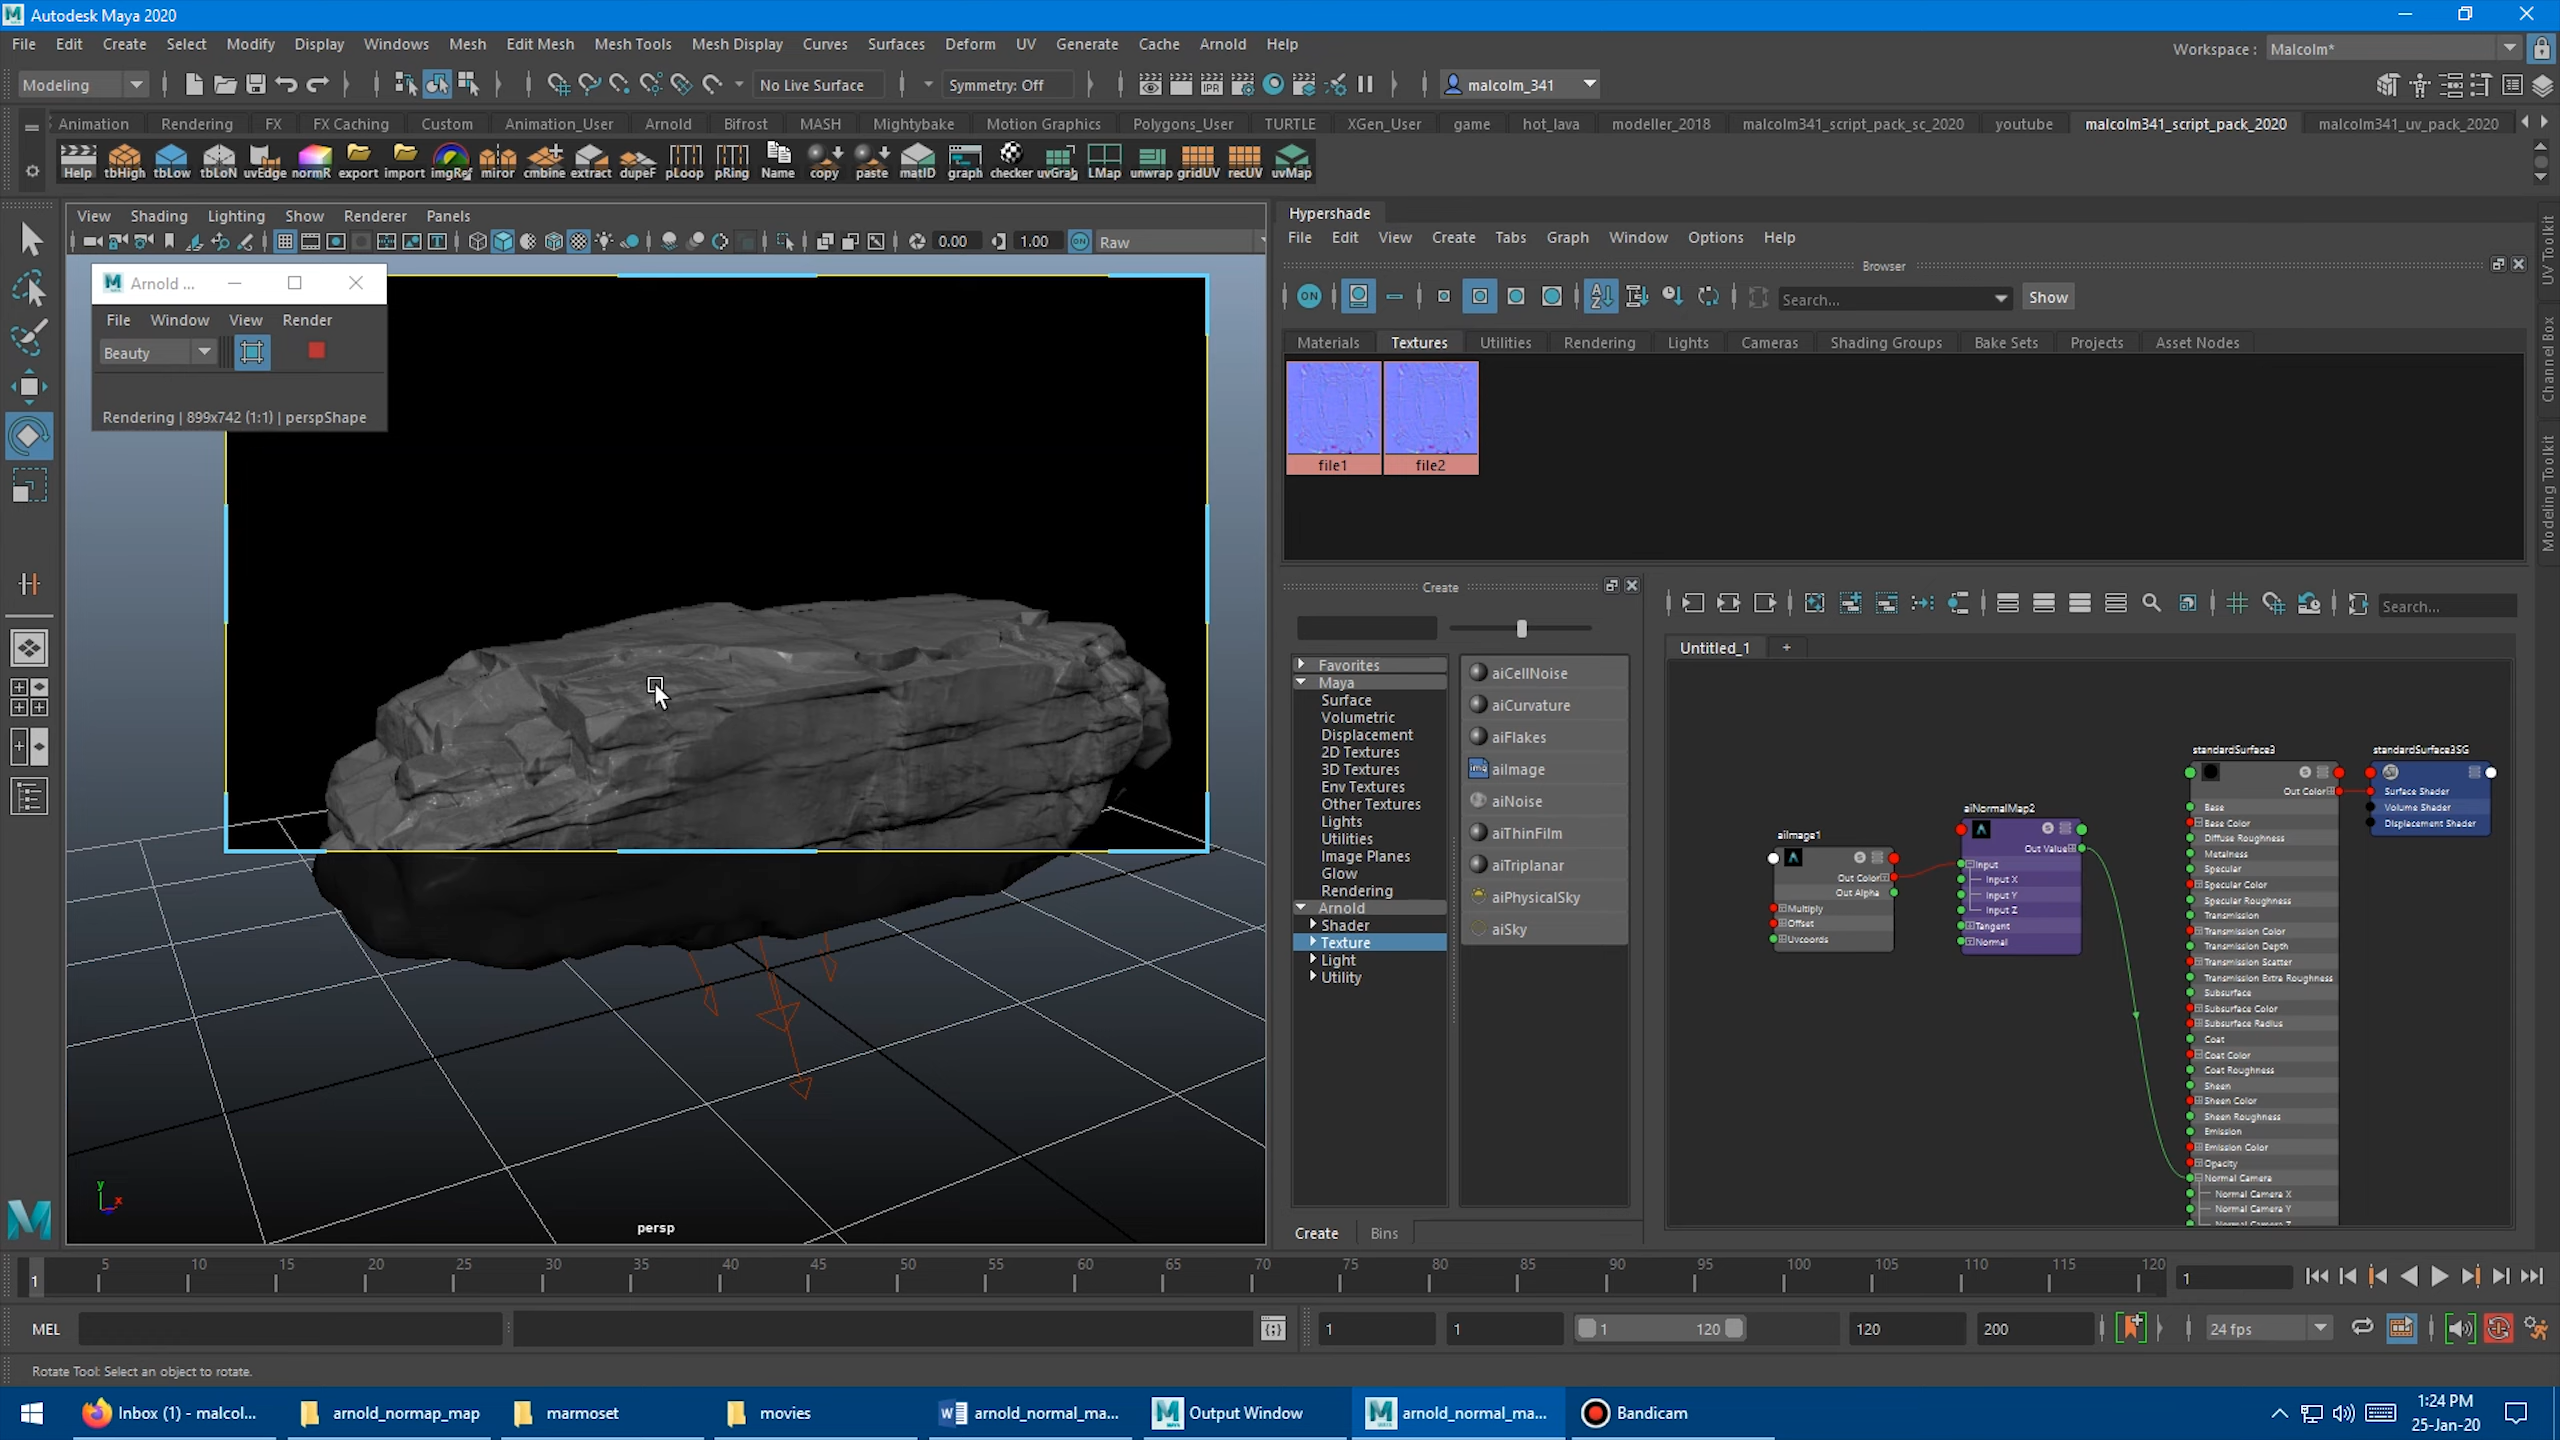 Autodesk Maya 2020
File Edit Create Select Modify Display Windows Mesh Edit Mesh Mesh Tools Mesh Display Curves Surfaces Deform UV Generate Cache Arnold Help
Workspace : Malcolm*
Modeling No Live Surface Symmetry: Off IPR malcolm_341
Animation Rendering FX FX Caching Custom Animation_User Arnold Bifrost MASH Mightybake Motion Graphics Polygons_User TURTLE XGen_User game hot_lava modeller_2018 malcolm341_script_pack_sc_2020 youtube malcolm341_script_pack_2020 malcolm341_uv_pack_2020
Help tbHigh tbLow tbLoN uvEdge normR export import imgRef miror cmbine extract dupeF pLoop pRing Name copy paste matID graph checker uvGrab LMap unwrap gridUV recUV uvMap
View Shading Lighting Show Renderer Panels
0.00 1.00 ON Raw
Arnold ...
File Window View Render
Beauty
Rendering | 899x742 (1:1) | perspShape
y
x
persp
Hypershade
File Edit View Create Tabs Graph Window Options Help
Browser
ON Search... Show
Materials Textures Utilities Rendering Lights Cameras Shading Groups Bake Sets Projects Asset Nodes
file1 file2
Create
Favorites
Maya
Surface
Volumetric
Displacement
2D Textures
3D Textures
Env Textures
Other Textures
Lights
Utilities
Image Planes
Glow
Rendering
Arnold
Shader
Texture
Light
Utility
aiCellNoise
aiCurvature
aiFlakes
aiImage
aiNoise
aiThinFilm
aiTriplanar
aiPhysicalSky
aiSky
Create Bins
Search...
Untitled_1 +
aiImage1
Out Color
Out Alpha
Multiply
Offset
Uvcoords
aiNormalMap2
Out Value
Input
Input X
Input Y
Input Z
Tangent
Normal
standardSurface3
Out Color
Base
Base Color
Diffuse Roughness
Metalness
Specular
Specular Color
Specular Roughness
Transmission
Transmission Color
Transmission Depth
Transmission Scatter
Transmission Extra Roughness
Subsurface
Subsurface Color
Subsurface Radius
Coat
Coat Color
Coat Roughness
Sheen
Sheen Color
Sheen Roughness
Emission
Emission Color
Opacity
Normal Camera
Normal Camera X
Normal Camera Y
Normal Camera Z
standardSurface3SG
Surface Shader
Volume Shader
Displacement Shader
UV Toolkit
Channel Box
Modeling Toolkit
1 5 10 15 20 25 30 35 40 45 50 55 60 65 70 75 80 85 90 95 100 105 110 115 120 1
MEL 1 1 1 120 120 200 24 fps
Rotate Tool: Select an object to rotate.
Inbox (1) - malcol... arnold_normap_map marmoset movies arnold_normal_ma... Output Window arnold_normal_ma... Bandicam
1:24 PM
25-Jan-20